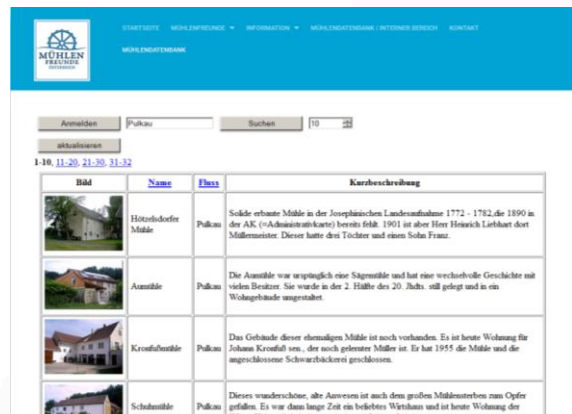 STARTSEITE MÜHLENFREUNDE INFORMATION MÜHLENDATENBANK / INTERNER BEREICH KONTAKT
MÜHLENDATENBANK
MÜHLEN
FREUNDE
ÖSTERREICH
Anmelden Pulkau Suchen 10
aktualisieren
1-10, 11-20, 21-30, 31-32
Bild Name Fluss Kurzbeschreibung
Hötzelsdorfer Mühle Pulkau
Solide erbaute Mühle in der Josephinischen Landesaufnahme 1772 - 1782,die 1890 in
der AK (=Administrativkarte) bereits fehlt. 1901 ist aber Herr Heinrich Liebhart dort
Müllermeister. Dieser hatte drei Töchter und einen Sohn Franz.
Aumühle Pulkau
Die Aumühle war urspünglich eine Sägemühle und hat eine wechselvolle Geschichte mit
vielen Besitzer. Sie wurde in der 2. Hälfte des 20. Jhdts. still gelegt und in ein
Wohngebäude umgestaltet.
Kronfußmühle Pulkau
Das Gebäude dieser ehemaligen Mühle ist noch vorhanden. Es ist heute Wohnung für
Johann Kronfuß sen., der noch gelernter Müller ist. Er hat 1955 die Mühle und die
angeschlossene Schwarzbäckerei geschlossen.
Schuhmühle Pulkau
Dieses wunderschöne, alte Anwesen ist auch dem großen Mühlensterben zum Opfer
gefallen. Es war dann lange Zeit ein beliebtes Wirtshaus und ist heute Wohnung der